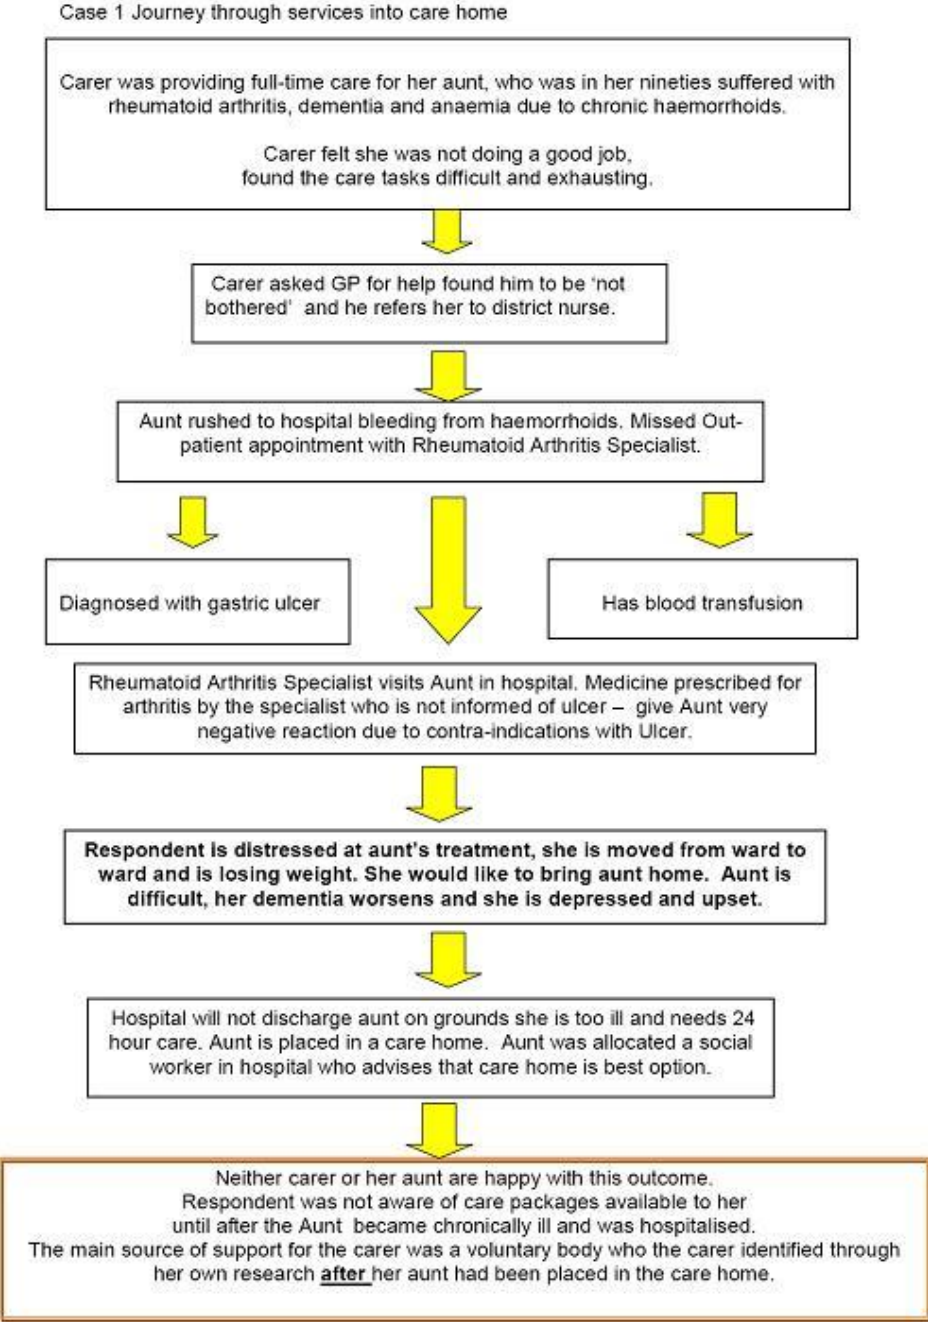 Case 1 Journey through services into care home
Carer was providing full-time care for her aunt, who was in her nineties suffered with
rheumatoid arthritis, dementia and anaemia due to chronic haemorrhoids.
Carer felt she was not doing a good job,
found the care tasks difficult and exhausting.
Carer asked GP for help found him to be ‘not
bothered’ and he refers her to district nurse.
Aunt rushed to hospital bleeding from haemorrhoids. Missed Out-
patient appointment with Rheumatoid Arthritis Specialist.
Diagnosed with gastric ulcer
Has blood transfusion
Rheumatoid Arthritis Specialist visits Aunt in hospital. Medicine prescribed for
arthritis by the specialist who is not informed of ulcer – give Aunt very
negative reaction due to contra-indications with Ulcer.
Respondent is distressed at aunt's treatment, she is moved from ward to
ward and is losing weight. She would like to bring aunt home. Aunt is
difficult, her dementia worsens and she is depressed and upset.
Hospital will not discharge aunt on grounds she is too ill and needs 24
hour care. Aunt is placed in a care home. Aunt was allocated a social
worker in hospital who advises that care home is best option.
Neither carer or her aunt are happy with this outcome.
Respondent was not aware of care packages available to her
until after the Aunt became chronically ill and was hospitalised.
The main source of support for the carer was a voluntary body who the carer identified through
her own research after her aunt had been placed in the care home.